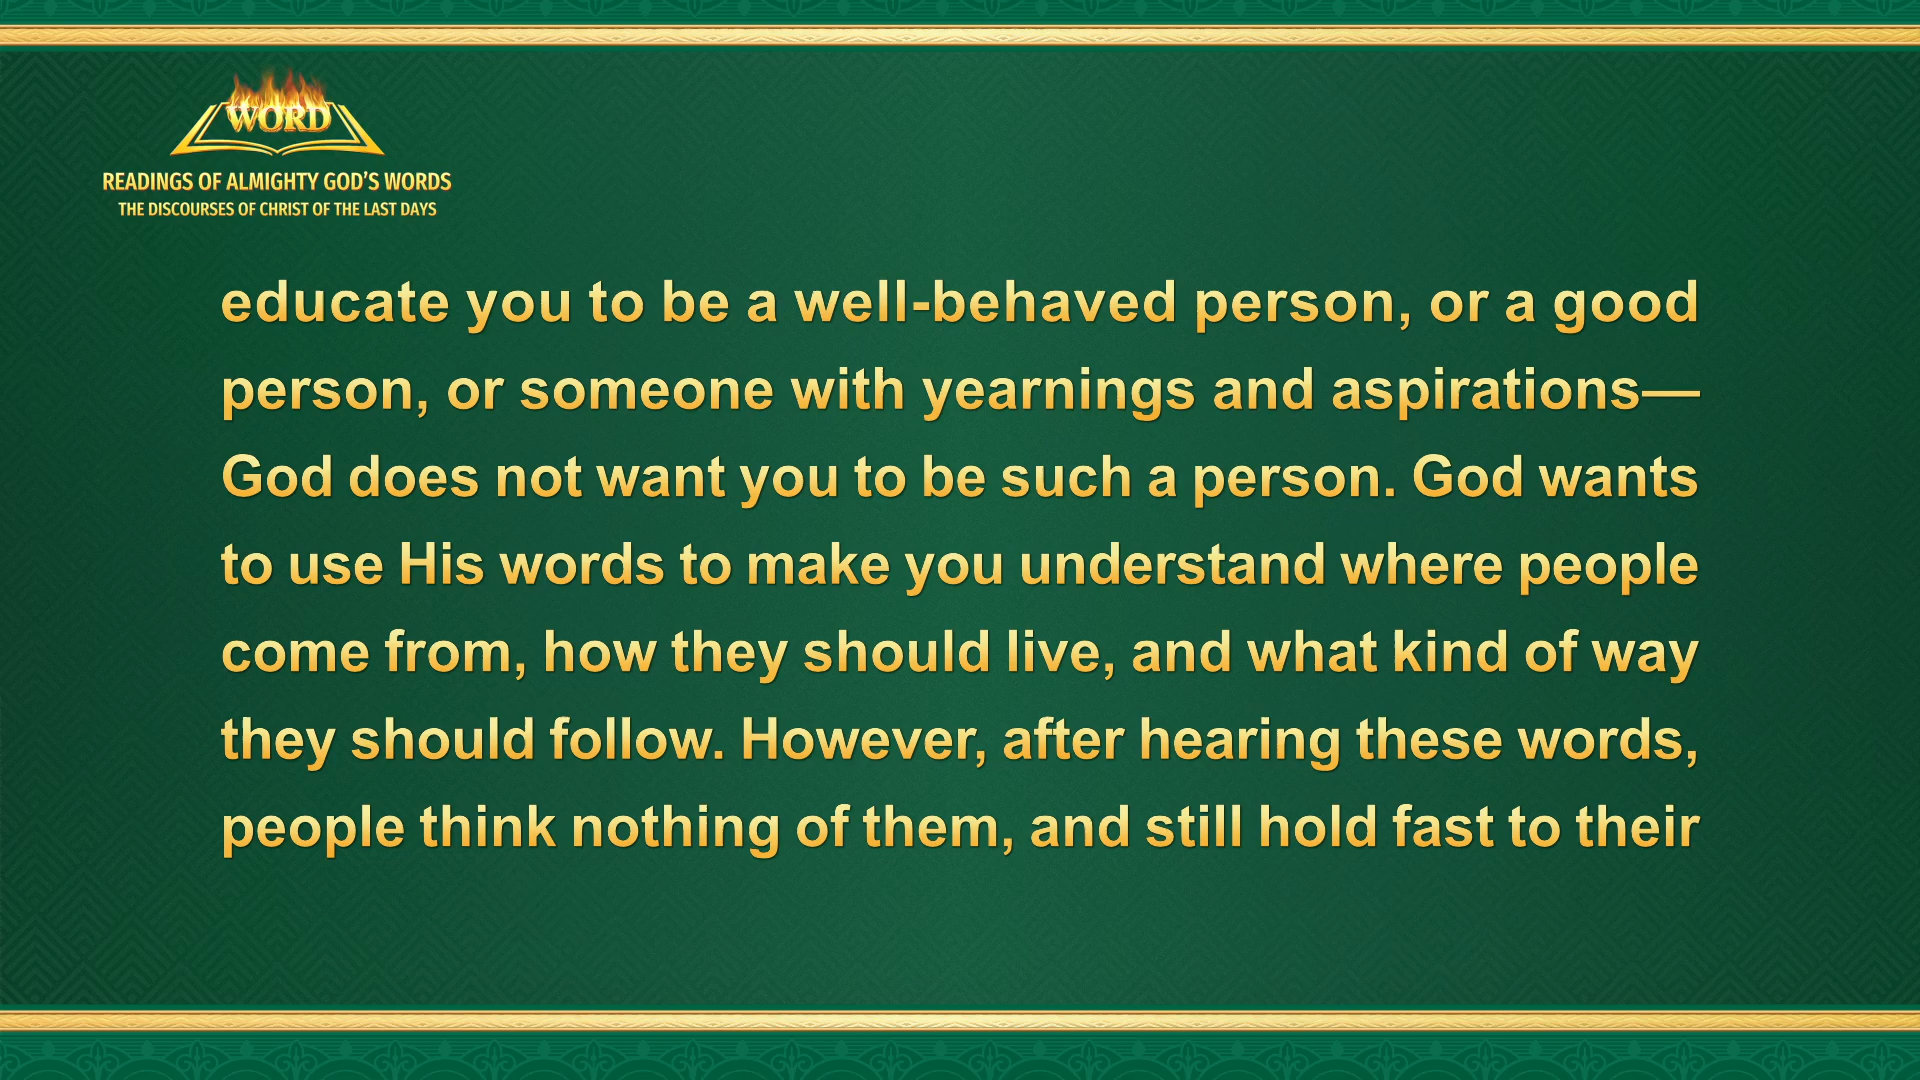 WORD
READINGS OF ALMIGHTY GOD'S WORDS
THE DISCOURSES OF CHRIST OF THE LAST DAYS
educate you to be a well-behaved person, or a good
person, or someone with yearnings and aspirations—
God does not want you to be such a person. God wants
to use His words to make you understand where people
come from, how they should live, and what kind of way
they should follow. However, after hearing these words,
people think nothing of them, and still hold fast to their